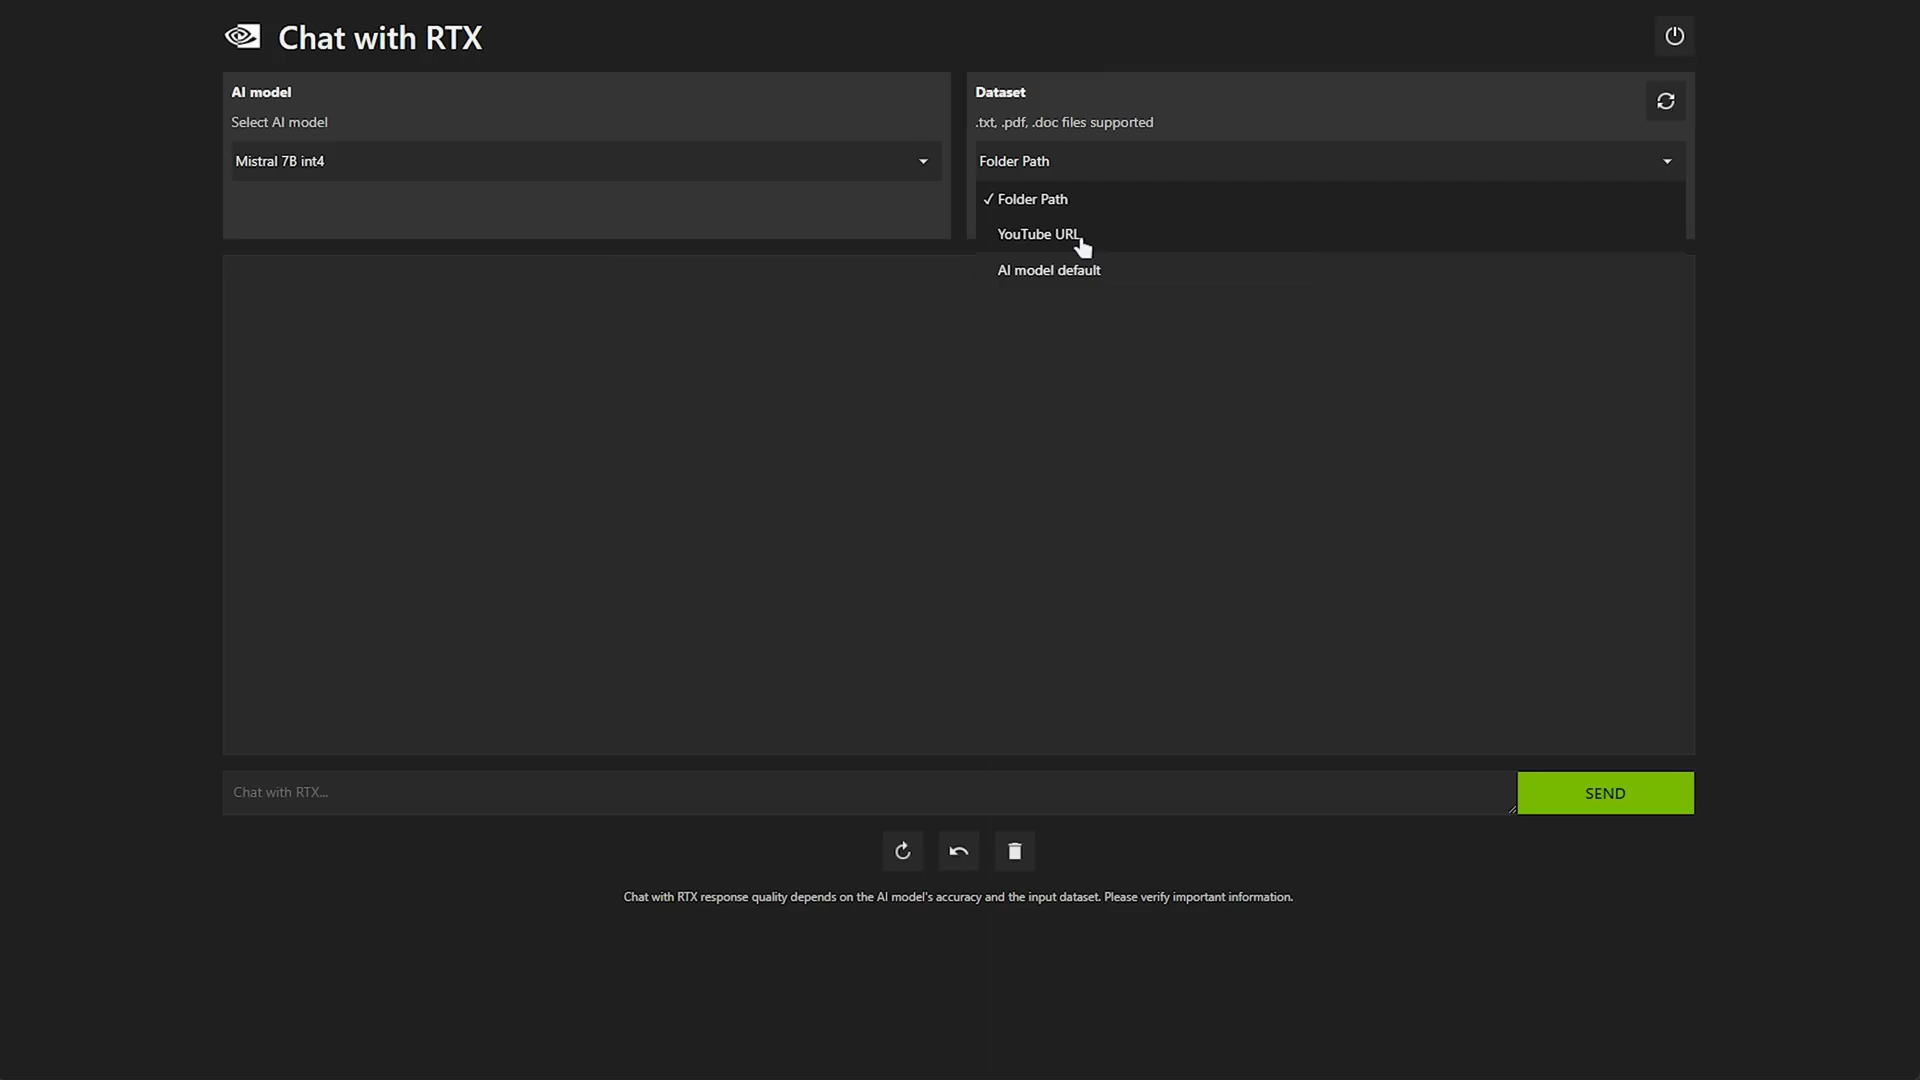 Chat with RTX
AI model
Select AI model
Mistral 7B int4
Dataset
.txt, .pdf, .doc files supported
Folder Path
✓ Folder Path
YouTube URL
AI model default
Chat with RTX...
SEND
Chat with RTX response quality depends on the AI model's accuracy and the input dataset. Please verify important information.